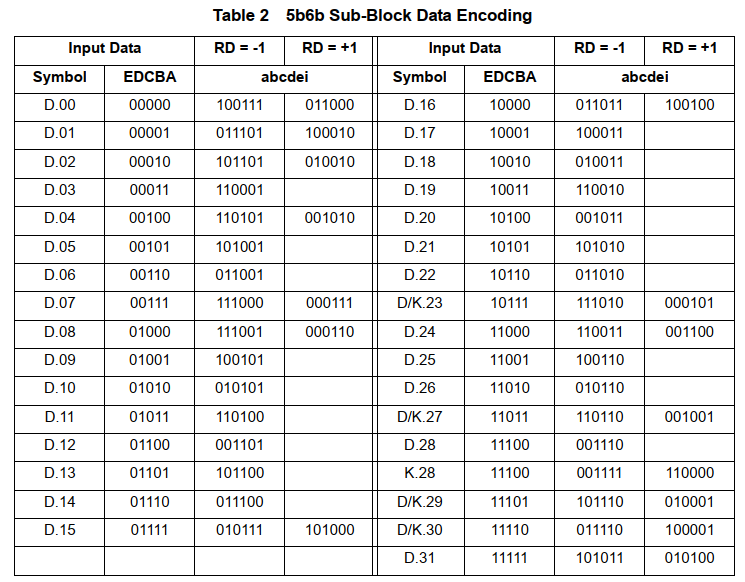 Table 2 5b6b Sub-Block Data Encoding
Input Data RD = -1 RD = +1 Input Data RD = -1 RD = +1
Symbol EDCBA abcdei Symbol EDCBA abcdei
D.00 00000 100111 011000 D.16 10000 011011 100100
D.01 00001 011101 100010 D.17 10001 100011
D.02 00010 101101 010010 D.18 10010 010011
D.03 00011 110001 D.19 10011 110010
D.04 00100 110101 001010 D.20 10100 001011
D.05 00101 101001 D.21 10101 101010
D.06 00110 011001 D.22 10110 011010
D.07 00111 111000 000111 D/K.23 10111 111010 000101
D.08 01000 111001 000110 D.24 11000 110011 001100
D.09 01001 100101 D.25 11001 100110
D.10 01010 010101 D.26 11010 010110
D.11 01011 110100 D/K.27 11011 110110 001001
D.12 01100 001101 D.28 11100 001110
D.13 01101 101100 K.28 11100 001111 110000
D.14 01110 011100 D/K.29 11101 101110 010001
D.15 01111 010111 101000 D/K.30 11110 011110 100001
D.31 11111 101011 010100